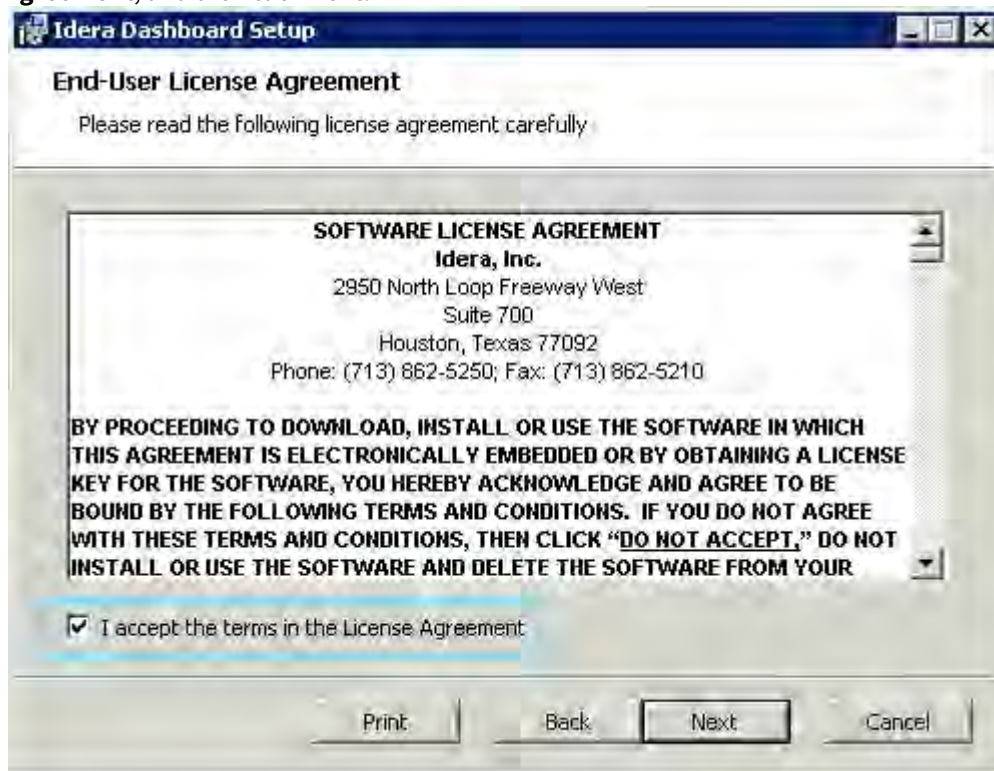 Idera Dashboard Setup
End-User License Agreement
Please read the following license agreement carefully
SOFTWARE LICENSE AGREEMENT
Idera, Inc.
2950 North Loop Freeway West
Suite 700
Houston, Texas 77092
Phone: (713) 862-5250; Fax: (713) 862-5210
BY PROCEEDING TO DOWNLOAD, INSTALL OR USE THE SOFTWARE IN WHICH
THIS AGREEMENT IS ELECTRONICALLY EMBEDDED OR BY OBTAINING A LICENSE
KEY FOR THE SOFTWARE, YOU HEREBY ACKNOWLEDGE AND AGREE TO BE
BOUND BY THE FOLLOWING TERMS AND CONDITIONS.  IF YOU DO NOT AGREE
WITH THESE TERMS AND CONDITIONS, THEN CLICK “DO NOT ACCEPT,” DO NOT
INSTALL OR USE THE SOFTWARE AND DELETE THE SOFTWARE FROM YOUR
I accept the terms in the License Agreement
Print Back Next Cancel